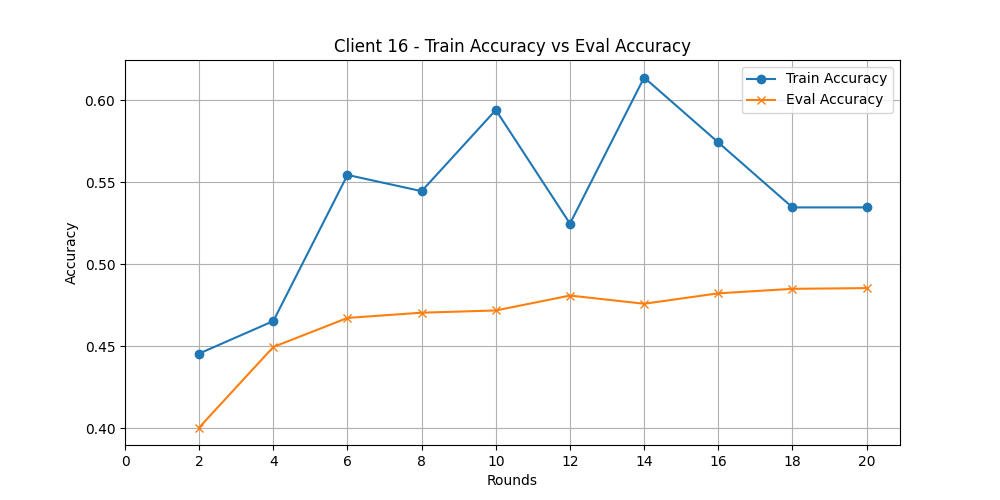 Client 16 - Train Accuracy vs Eval Accuracy
Train Accuracy
Eval Accuracy
0.60
0.55
0.50
0.45
0.40
Accuracy
0 2 4 6 8 10 12 14 16 18 20
Rounds